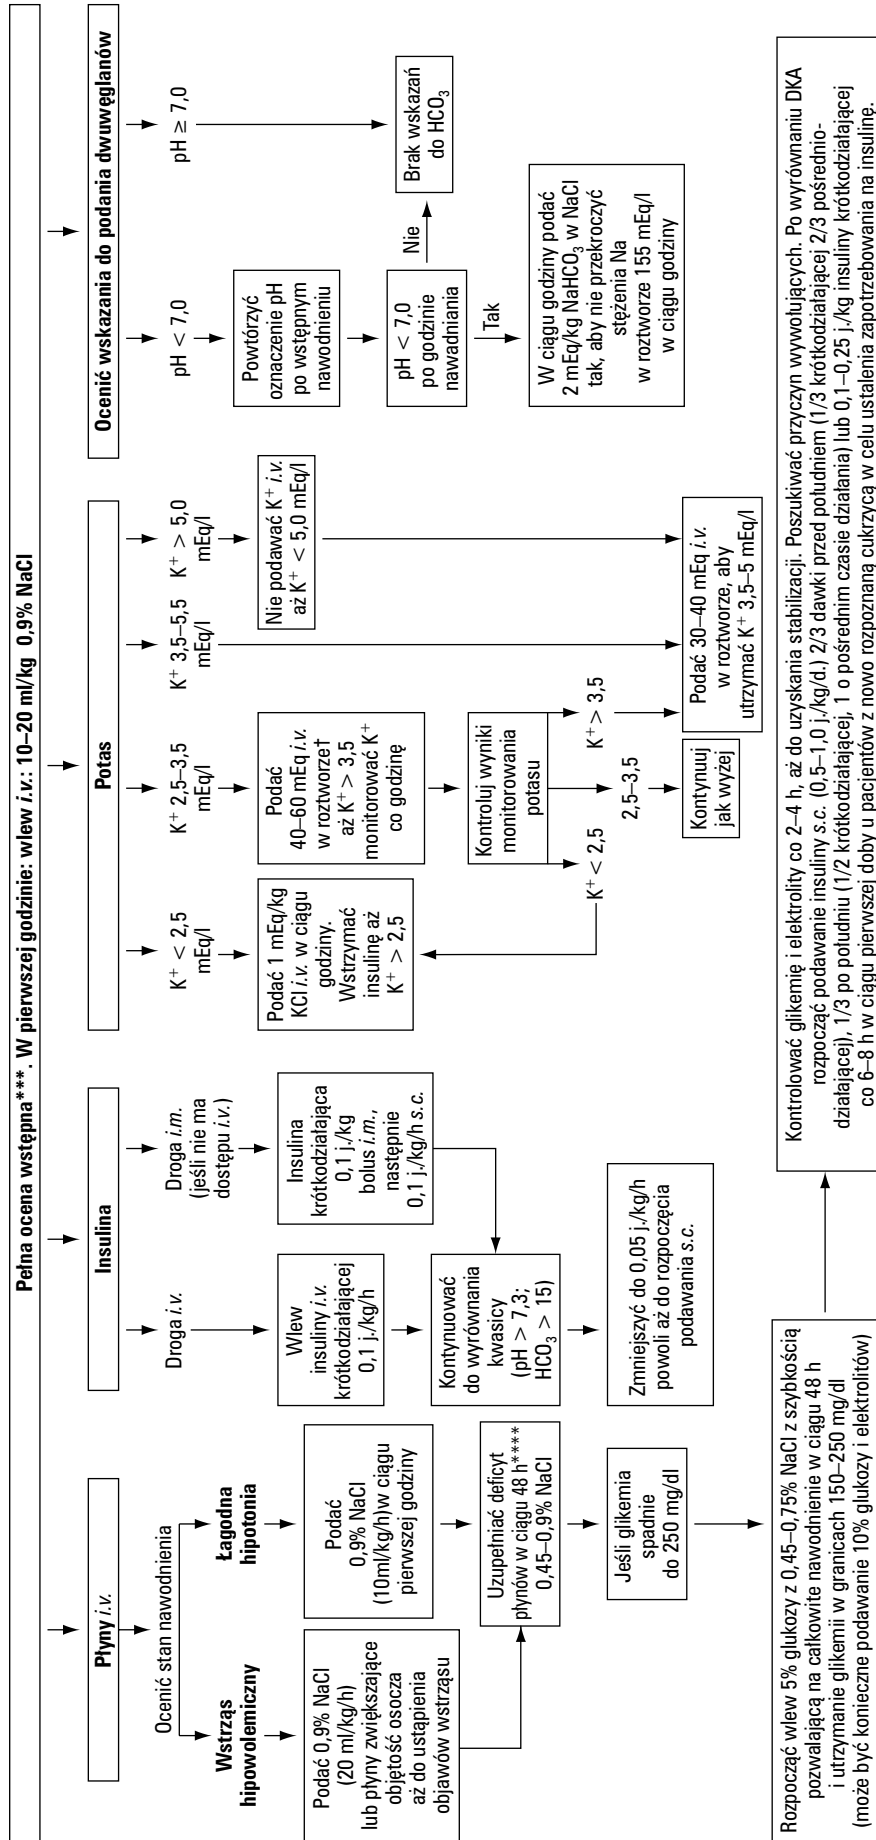 Pełna ocena wstępna***. W pierwszej godzinie: wlew i.v.: 10–20 ml/kg 0,9% NaCl
Płyny i.v.
Ocenić stan nawodnienia
Wstrząs
hipowolemiczny
Podać 0,9% NaCl
(20 ml/kg/h)
lub płyny zwiększające
objętość osocza
aż do ustąpienia
objawów wstrząsu
Łagodna
hipotonia
Podać
0,9% NaCl
(10ml/kg/h)w ciągu
pierwszej godziny
Uzupełniać deficyt
płynów w ciągu 48 h****
0,45–0,9% NaCl
Jeśli glikemia
spadnie
do 250 mg/dl
Rozpocząć wlew 5% glukozy z 0,45–0,75% NaCl z szybkością
pozwalającą na całkowite nawodnienie w ciągu 48 h
i utrzymanie glikemii w granicach 150–250 mg/dl
(może być konieczne podawanie 10% glukozy i elektrolitów)
Insulina
Droga i.v.
Wlew
insuliny i.v.
krótkodziałającej
0,1 j./kg/h
Droga i.m.
(jeśli nie ma
dostępu i.v.)
Insulina
krótkodziałająca
0,1 j./kg
bolus i.m.,
następnie
0,1 j./kg/h s.c.
Kontynuować
do wyrównania
kwasicy
(pH > 7,3;
HCO3 > 15)
Zmniejszyć do 0,05 j./kg/h
powoli aż do rozpoczęcia
podawania s.c.
Potas
K+ < 2,5
mEq/l
Podać 1 mEq/kg
KCl i.v. w ciągu
godziny.
Wstrzymać
insulinę aż
K+ > 2,5
K+ 2,5–3,5
mEq/l
Podać
40–60 mEq i.v.
w roztworze†
aż K+ > 3,5
monitorować K+
co godzinę
Kontroluj wyniki
monitorowania
potasu
K+ < 2,5
2,5–3,5
K+ > 3,5
Kontynuuj
jak wyżej
K+ 3,5–5,5
mEq/l
K+ > 5,0
mEq/l
Nie podawać K+ i.v.
aż K+ < 5,0 mEq/l
Podać 30–40 mEq i.v.
w roztworze, aby
utrzymać K+ 3,5–5 mEq/l
Ocenić wskazania do podania dwuwęglanów
pH < 7,0
Powtórzyć
oznaczenie pH
po wstępnym
nawodnieniu
pH < 7,0
po godzinie
nawadniania
Nie
Tak
pH ≥ 7,0
Brak wskazań
do HCO3
W ciągu godziny podać
2 mEq/kg NaHCO3 w NaCl
tak, aby nie przekroczyć
stężenia Na
w roztworze 155 mEq/l
w ciągu godziny
Kontrolować glikemię i elektrolity co 2–4 h, aż do uzyskania stabilizacji. Poszukiwać przyczyn wywołujących. Po wyrównaniu DKA
rozpocząć podawanie insuliny s.c. (0,5–1,0 j./kg/d.) 2/3 dawki przed południem (1/3 krótkodziałającej 2/3 pośrednio-
działającej), 1/3 po południu (1/2 krótkodziałającej, 1 o pośrednim czasie działania) lub 0,1–0,25 j./kg insuliny krótkodziałającej
co 6–8 h w ciągu pierwszej doby u pacjentów z nowo rozpoznaną cukrzycą w celu ustalenia zapotrzebowania na insulinę.